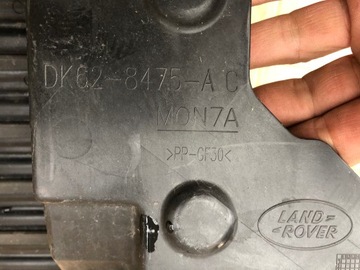 DK62-8475-AC
MON7A
>PP-GF30<
LAND
ROVER